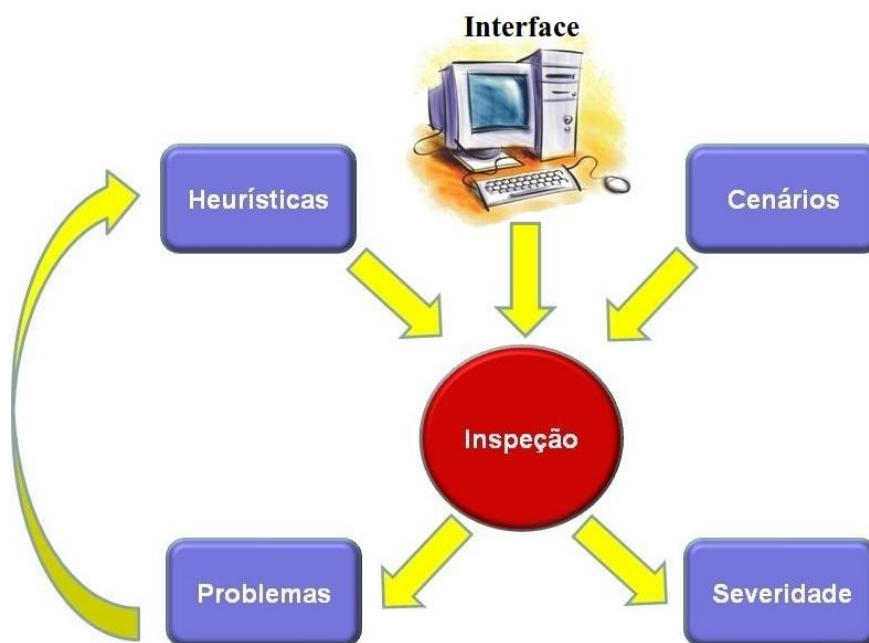 Interface
Heurísticas
Cenários
Inspeção
Problemas
Severidade